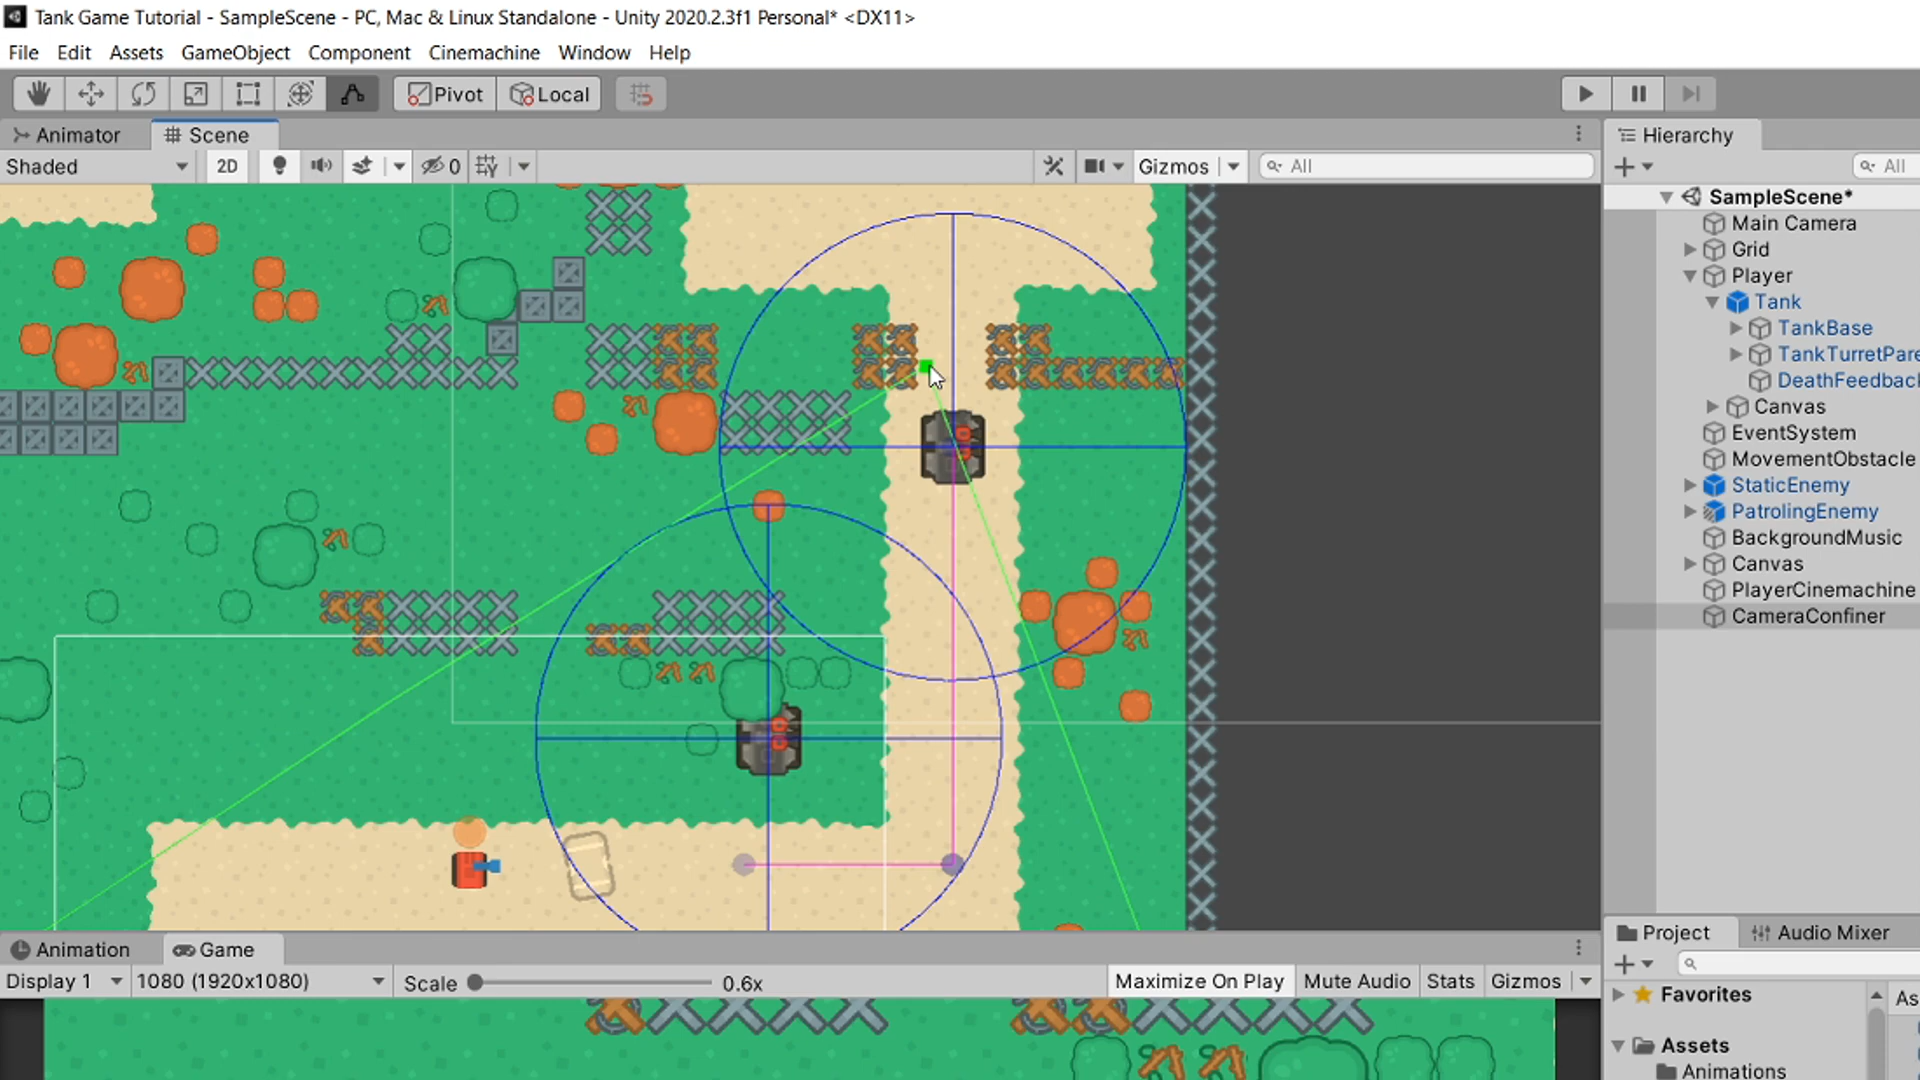 Tank Game Tutorial - SampleScene - PC, Mac & Linux Standalone - Unity 2020.2.3f1 Personal* <DX11>
File Edit Assets GameObject Component Cinemachine Window Help
Pivot Local
Animator Scene
Hierarchy
Shaded 2D 0 Gizmos All
All
SampleScene*
Main Camera
Grid
Player
Tank
TankBase
TankTurretPare
DeathFeedback
Canvas
EventSystem
MovementObstacle
StaticEnemy
PatrolingEnemy
BackgroundMusic
Canvas
PlayerCinemachine
CameraConfiner
Animation Game
Display 1 1080 (1920x1080) Scale 0.6x Maximize On Play Mute Audio Stats Gizmos
Project Audio Mixer
Favorites
As
Assets
Animations